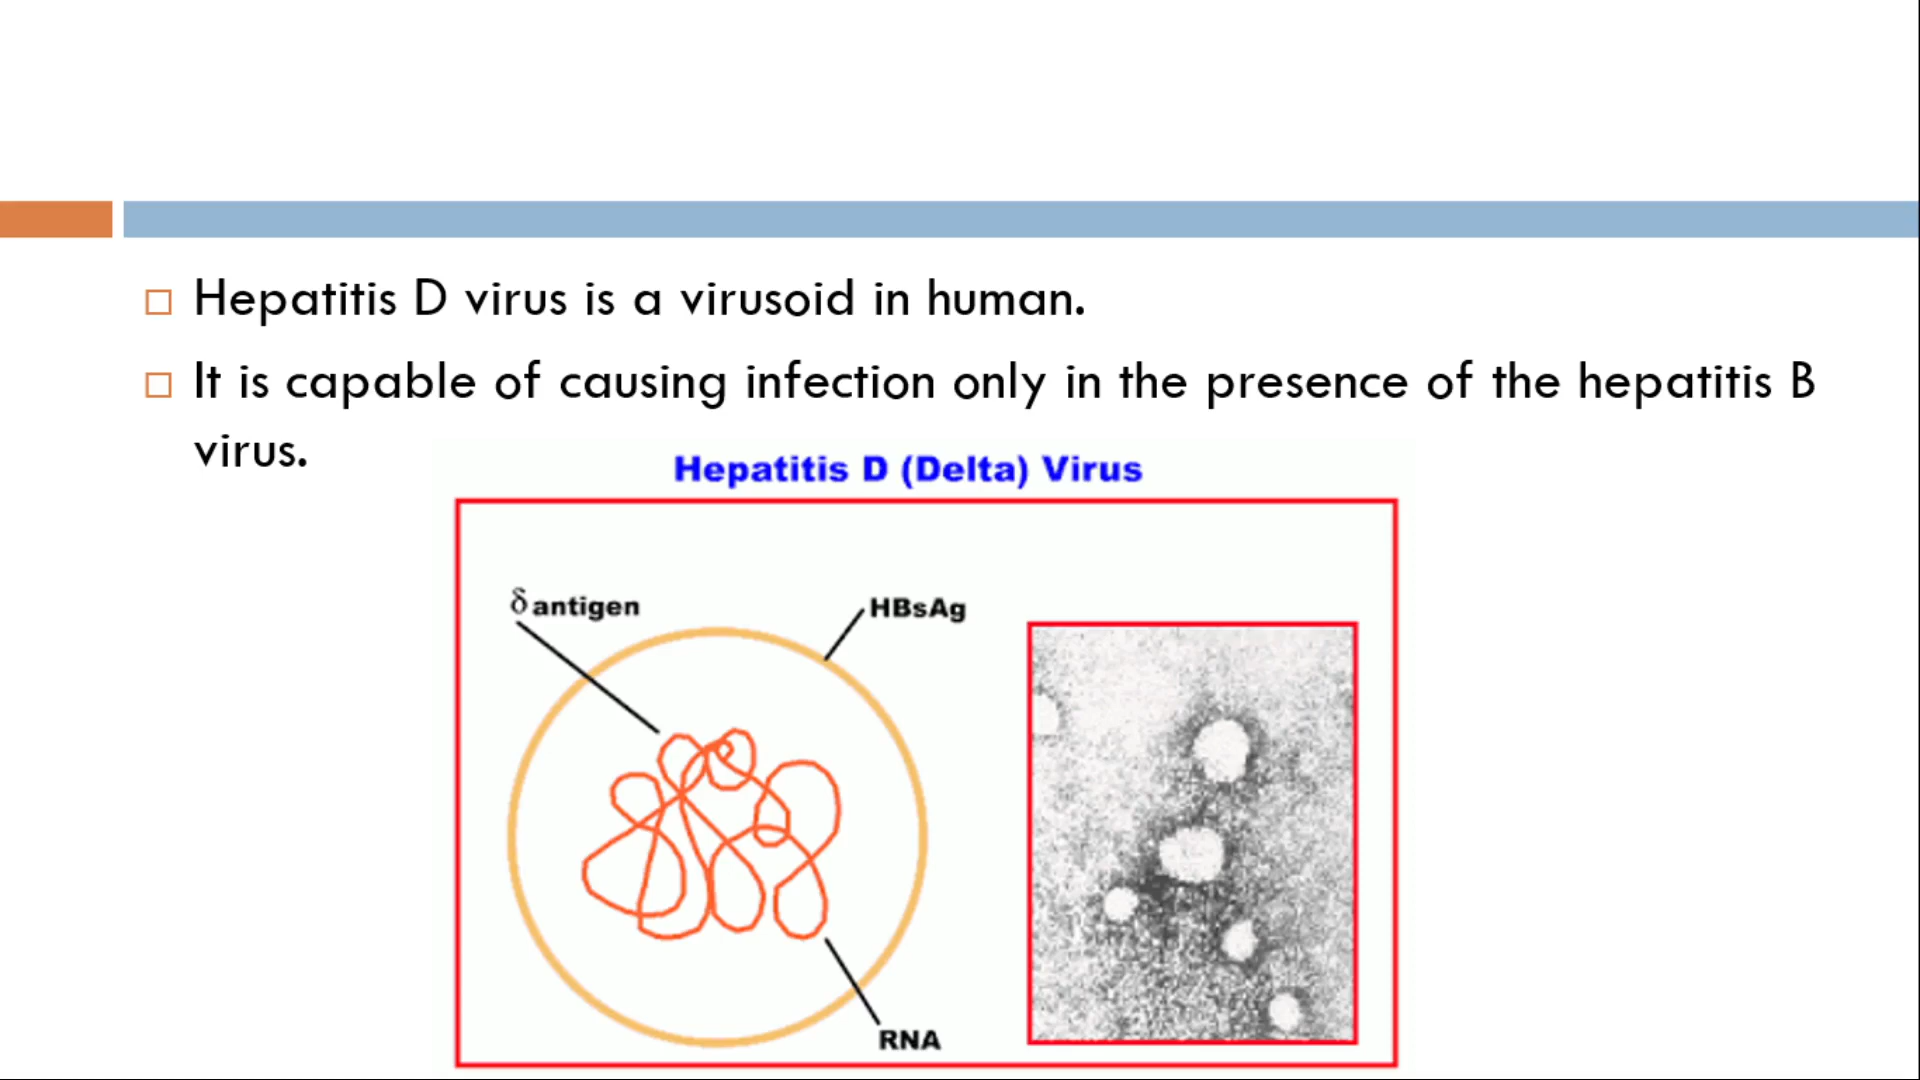 Hepatitis D virus is a virusoid in human.
It is capable of causing infection only in the presence of the hepatitis B
virus.
Hepatitis D (Delta) Virus
δ antigen
HBsAg
RNA